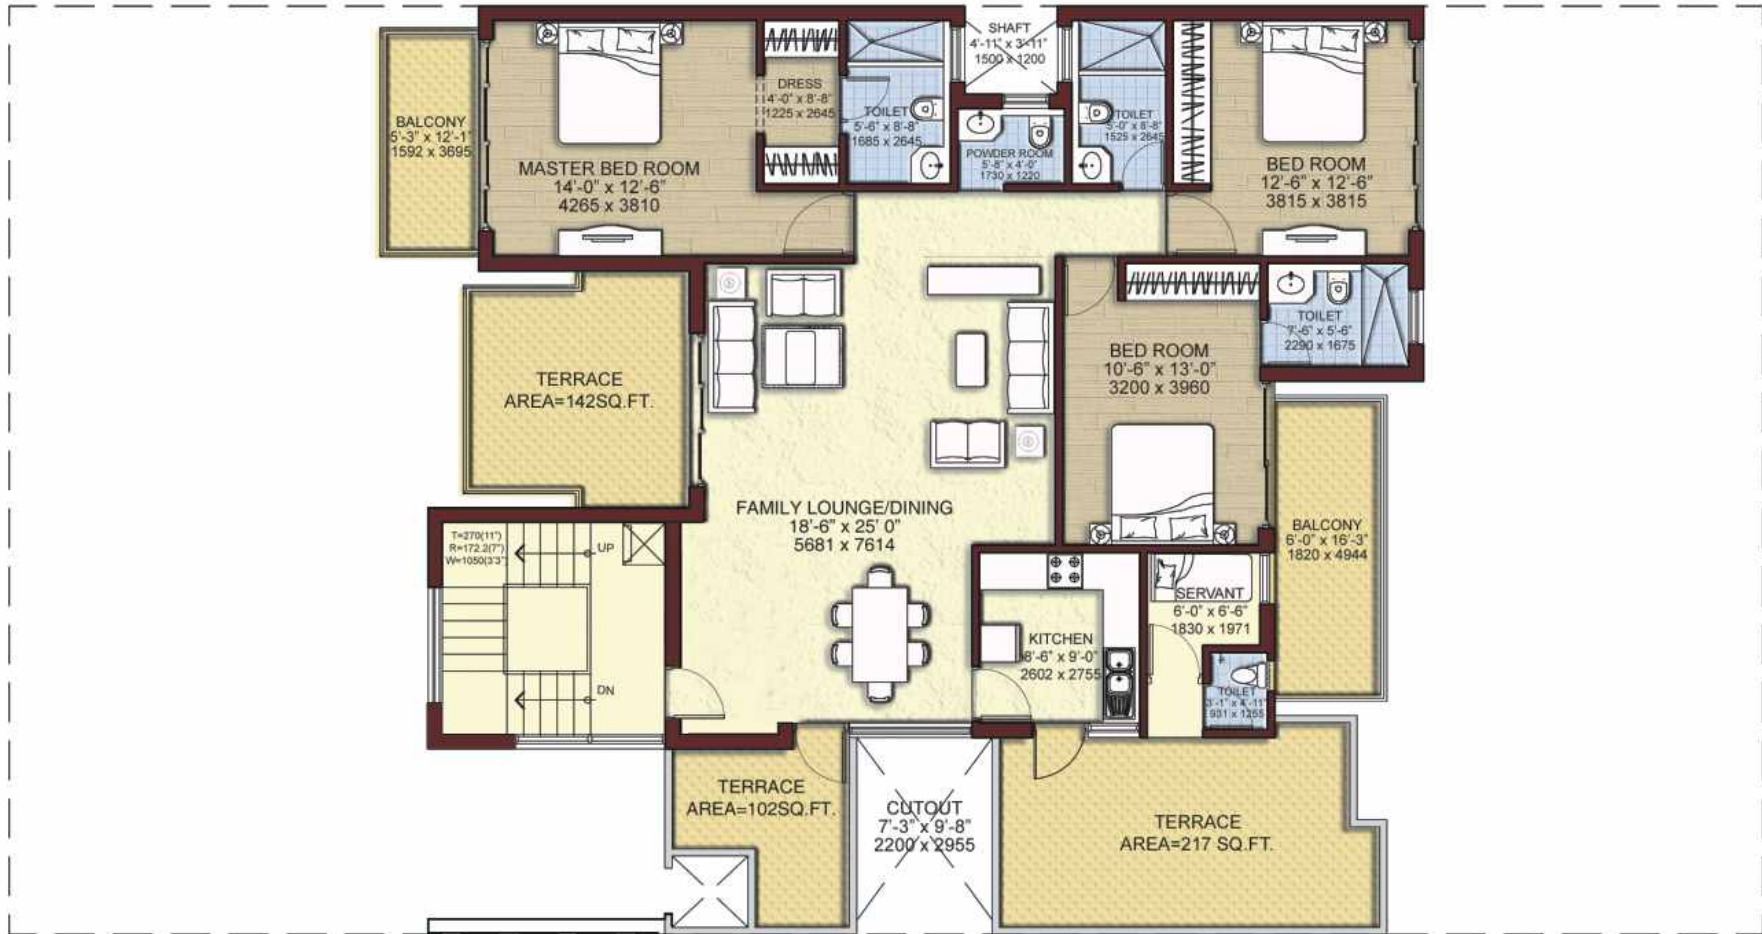 SHAFT
4'-11" x 3'-11"
1500 x 1200
DRESS
4'-0" x 8'-8"
1225 x 2645
TOILET
5'-6" x 8'-8"
1685 x 2645
TOILET
5'-0" x 8'-8"
1525 x 2645
BALCONY
5'-3" x 12'-1"
1592 x 3695
MASTER BED ROOM
14'-0" x 12'-6"
4265 x 3810
POWDER ROOM
5'-8" x 4'-0"
1730 x 1220
BED ROOM
12'-6" x 12'-6"
3815 x 3815
TOILET
7'-6" x 5'-6"
2290 x 1675
BED ROOM
10'-6" x 13'-0"
3200 x 3960
TERRACE
AREA=142SQ.FT.
FAMILY LOUNGE/DINING
18'-6" x 25' 0"
5681 x 7614
T=270(11")
R=172.2(7")
W=1050(3'3")
UP
DN
BALCONY
6'-0" x 16'-3"
1820 x 4944
SERVANT
6'-0" x 6'-6"
1830 x 1971
KITCHEN
8'-6" x 9'-0"
2602 x 2755
TOILET
3'-1" x 4'-11"
931 x 1255
TERRACE
AREA=102SQ.FT.
CUTOUT
7'-3" x 9'-8"
2200 x 2955
TERRACE
AREA=217 SQ.FT.